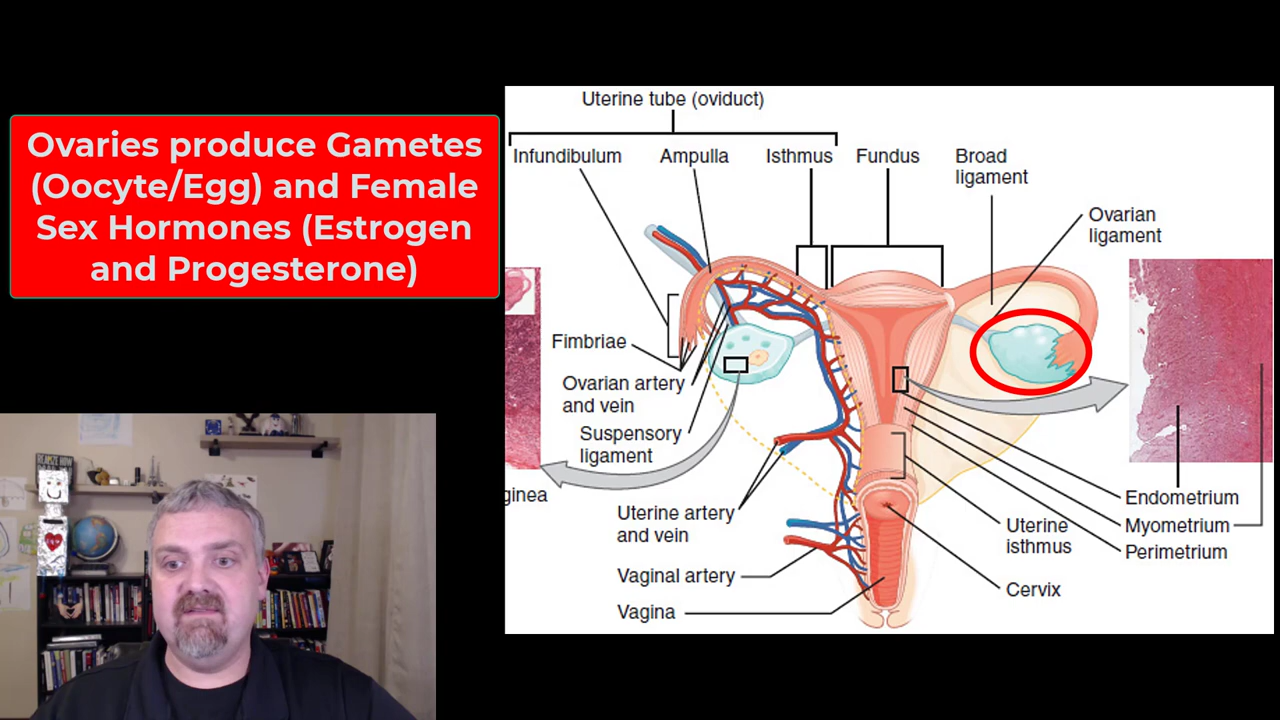 Ovaries produce Gametes
(Oocyte/Egg) and Female
Sex Hormones (Estrogen
and Progesterone)
Uterine tube (oviduct)
Infundibulum
Ampulla
Isthmus
Fundus
Broad
ligament
Ovarian
ligament
Fimbriae
Ovarian artery
and vein
Suspensory
ligament
ginea
Uterine artery
and vein
Vaginal artery
Vagina
Endometrium
Myometrium
Perimetrium
Uterine
isthmus
Cervix